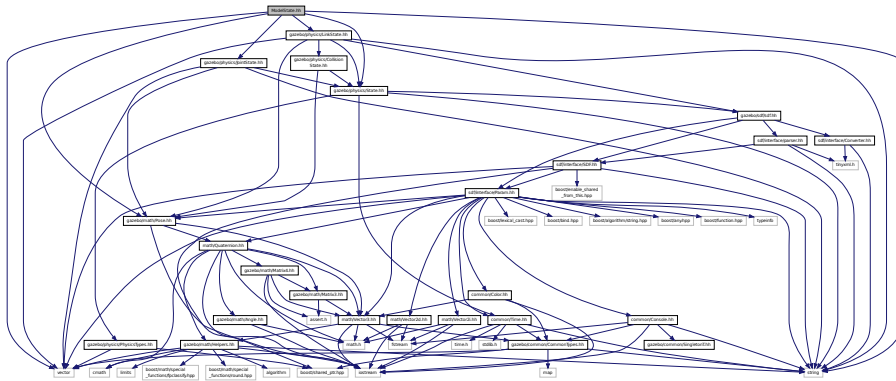 ModelState.hh
gazebo/physics/LinkState.hh
gazebo/physics/JointState.hh
gazebo/physics/Collision
State.hh
gazebo/physics/State.hh
gazebo/sdf/sdf.hh
sdf/interface/parser.hh
sdf/interface/Converter.hh
sdf/interface/SDF.hh
tinyxml.h
sdf/interface/Param.hh
boost/enable_shared
_from_this.hpp
gazebo/math/Pose.hh
boost/lexical_cast.hpp
boost/bind.hpp
boost/algorithm/string.hpp
boost/any.hpp
boost/function.hpp
typeinfo
math/Quaternion.hh
gazebo/math/Matrix4.hh
gazebo/math/Matrix3.hh
common/Color.hh
gazebo/math/Angle.hh
assert.h
math/Vector3.hh
math/Vector2d.hh
math/Vector2i.hh
common/Time.hh
common/Console.hh
gazebo/physics/PhysicsTypes.hh
gazebo/math/Helpers.hh
math.h
fstream
time.h
stdlib.h
gazebo/common/CommonTypes.hh
gazebo/common/SingletonT.hh
vector
cmath
limits
boost/math/special
_functions/fpclassify.hpp
boost/math/special
_functions/round.hpp
algorithm
boost/shared_ptr.hpp
iostream
map
string